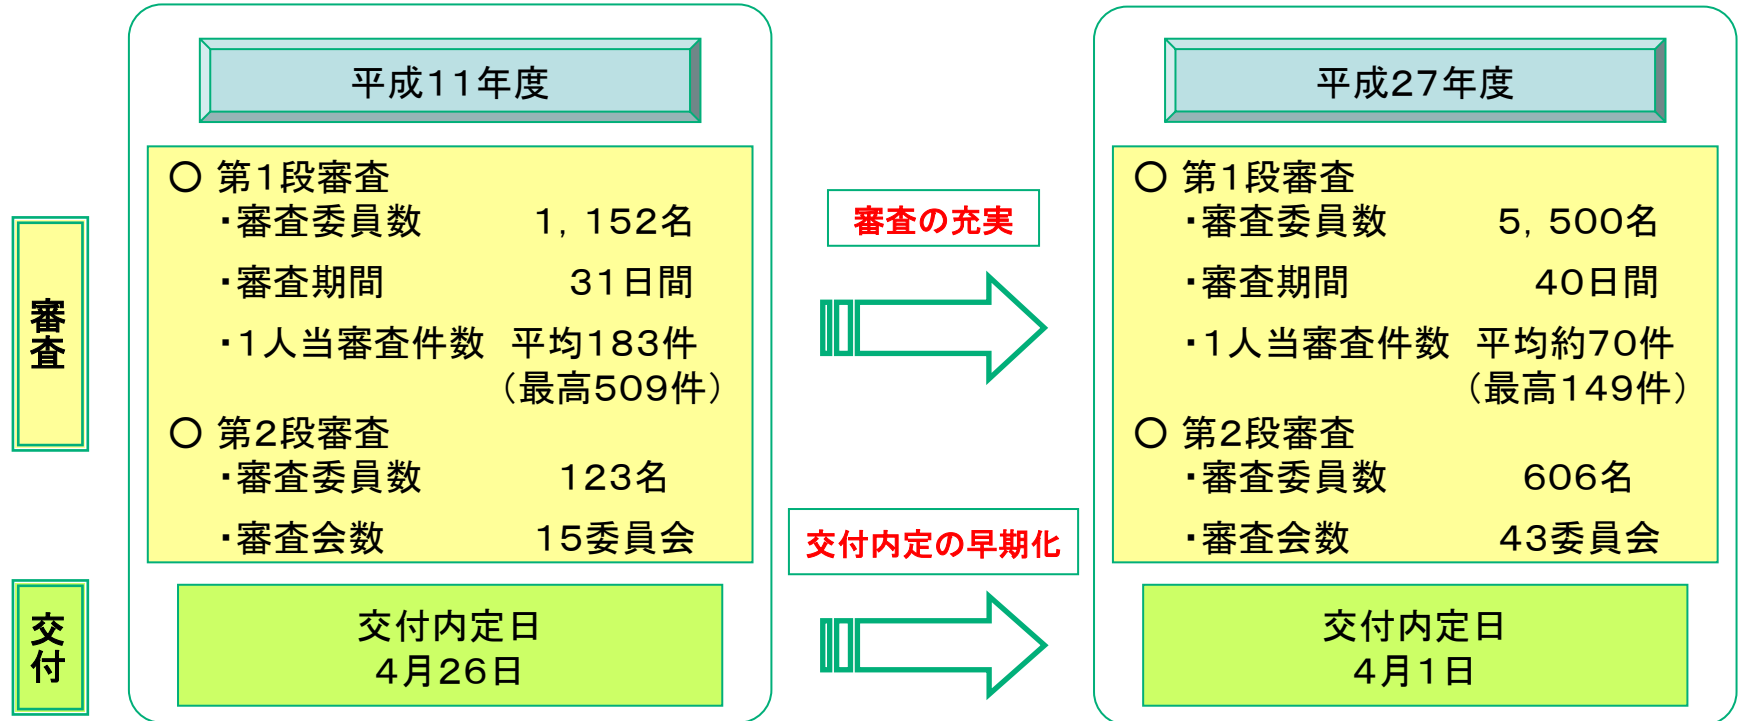 平成11年度
○ 第1段審査
・審査委員数 1,152名
・審査期間 31日間
・1人当審査件数 平均183件
（最高509件）
○ 第2段審査
・審査委員数 123名
・審査会数 15委員会
交付内定日
4月26日
審査
交付
審査の充実
交付内定の早期化
平成27年度
○ 第1段審査
・審査委員数 5,500名
・審査期間 40日間
・1人当審査件数 平均約70件
（最高149件）
○ 第2段審査
・審査委員数 606名
・審査会数 43委員会
交付内定日
4月1日